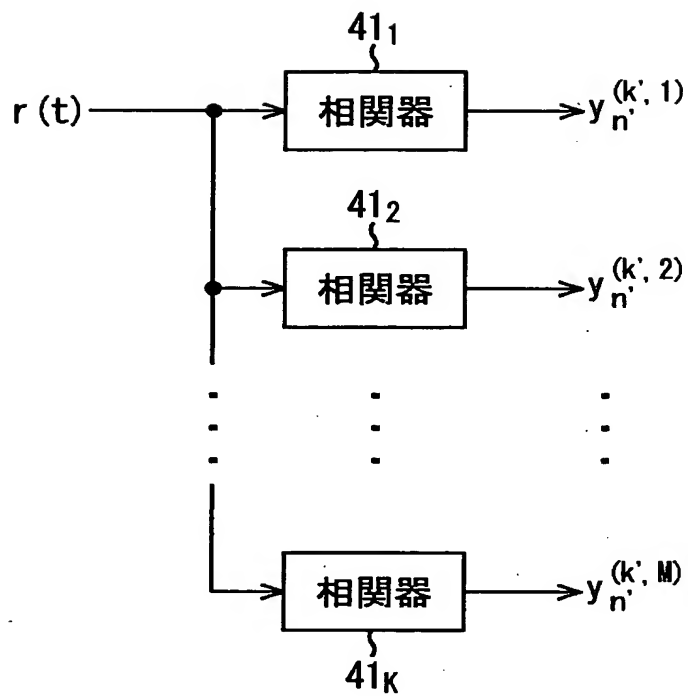 41₁
r(t) 相関器 y_{n'}^{(k', 1)}
41₂
相関器 y_{n'}^{(k', 2)}
相関器 y_{n'}^{(k', M)}
41_K